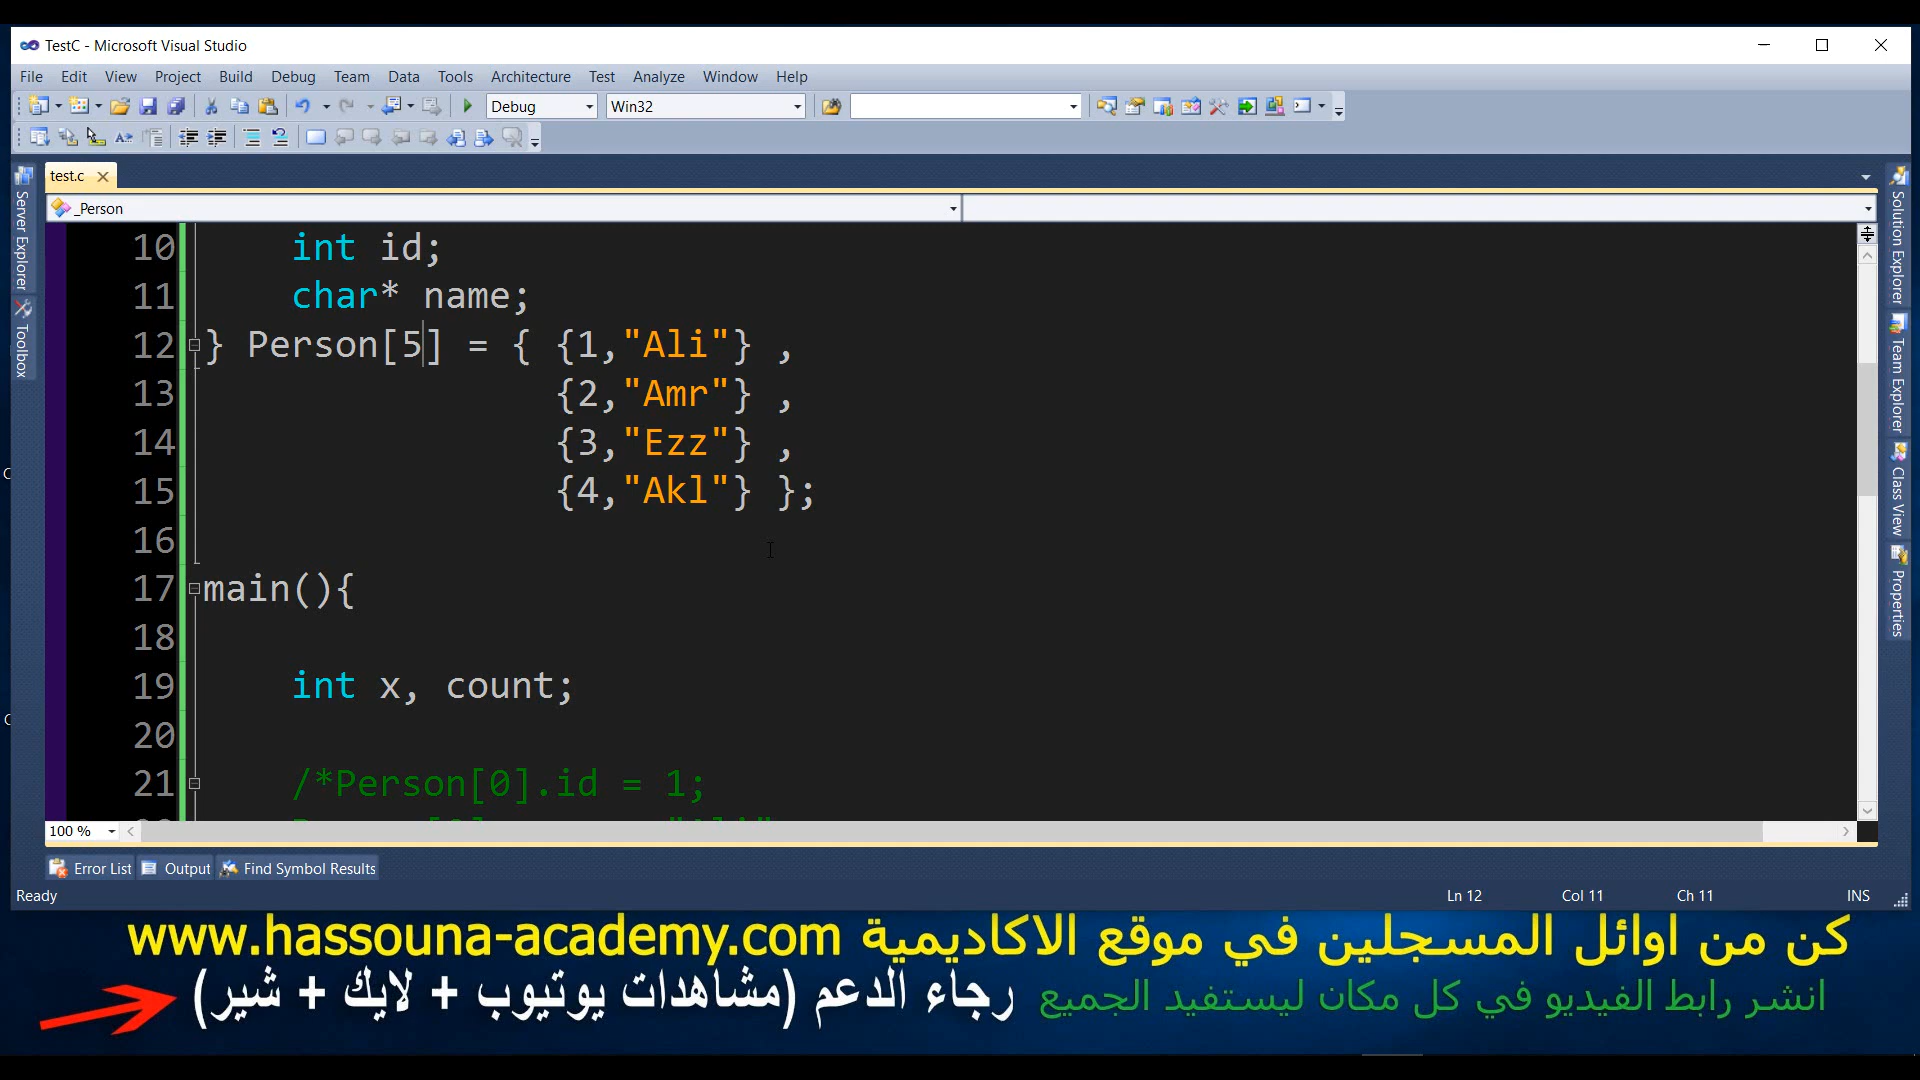 TestC - Microsoft Visual Studio
File Edit View Project Build Debug Team Data Tools Architecture Test Analyze Window Help
Debug Win32
test.c
_Person
Server Explorer
Toolbox
Solution Explorer
Team Explorer
Class View
Properties
10 int id;
11 char* name;
12 } Person[5] = { {1,"Ali"} ,
13 {2,"Amr"} ,
14 {3,"Ezz"} ,
15 {4,"Akl"} };
16
17 main(){
18
19 int x, count;
20
21 /*Person[0].id = 1;
100 %
Error List Output Find Symbol Results
Ready Ln 12 Col 11 Ch 11 INS
كن من اوائل المسجلين في موقع الاكاديمية www.hassouna-academy.com
انشر رابط الفيديو في كل مكان ليستفيد الجميع رجاء الدعم (مشاهدات يوتيوب + لايك + شير)